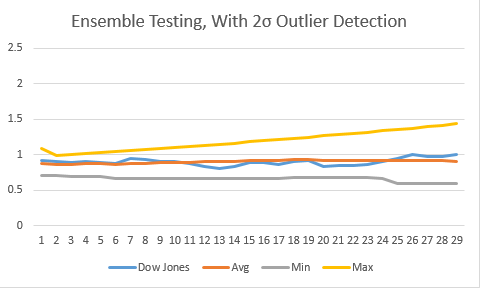 Ensemble Testing, With 2σ Outlier Detection
2.5
2
1.5
1
0.5
0
1 2 3 4 5 6 7 8 9 10 11 12 13 14 15 16 17 18 19 20 21 22 23 24 25 26 27 28 29
Dow Jones Avg Min Max